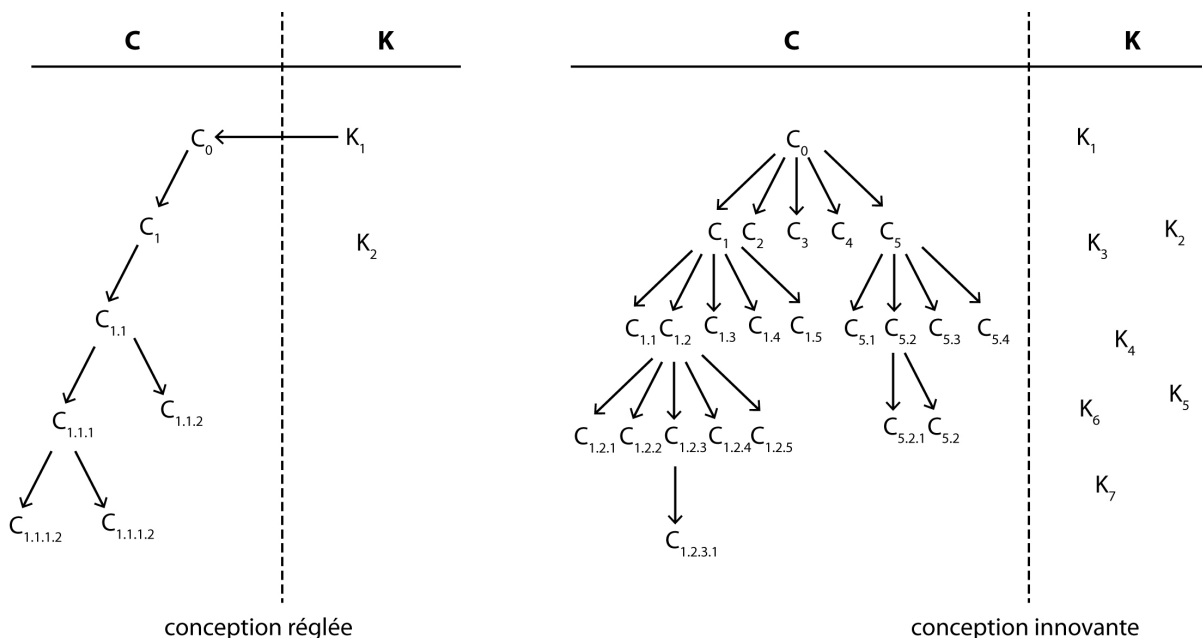 C K
C₀ K₁
C₁ K₂
C₁.₁
C₁.₁.₁ C₁.₁.₂
C₁.₁.₁.₂ C₁.₁.₁.₂
conception réglée
C K
C₀ K₁
C₁ C₂ C₃ C₄ C₅ K₃ K₂
C₁.₁ C₁.₂ C₁.₃ C₁.₄ C₁.₅ C₅.₁ C₅.₂ C₅.₃ C₅.₄ K₄
K₆ K₅
C₁.₂.₁ C₁.₂.₂ C₁.₂.₃ C₁.₂.₄ C₁.₂.₅ C₅.₂.₁ C₅.₂
K₇
C₁.₂.₃.₁
conception innovante